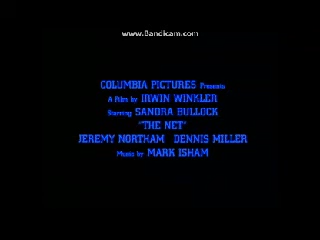 www.Bandicam.com
COLUMBIA PICTURES Presents
A Film by IRWIN WINKLER
Starring SANDRA BULLOCK
"THE NET"
JEREMY NORTHAM DENNIS MILLER
Music by MARK ISHAM